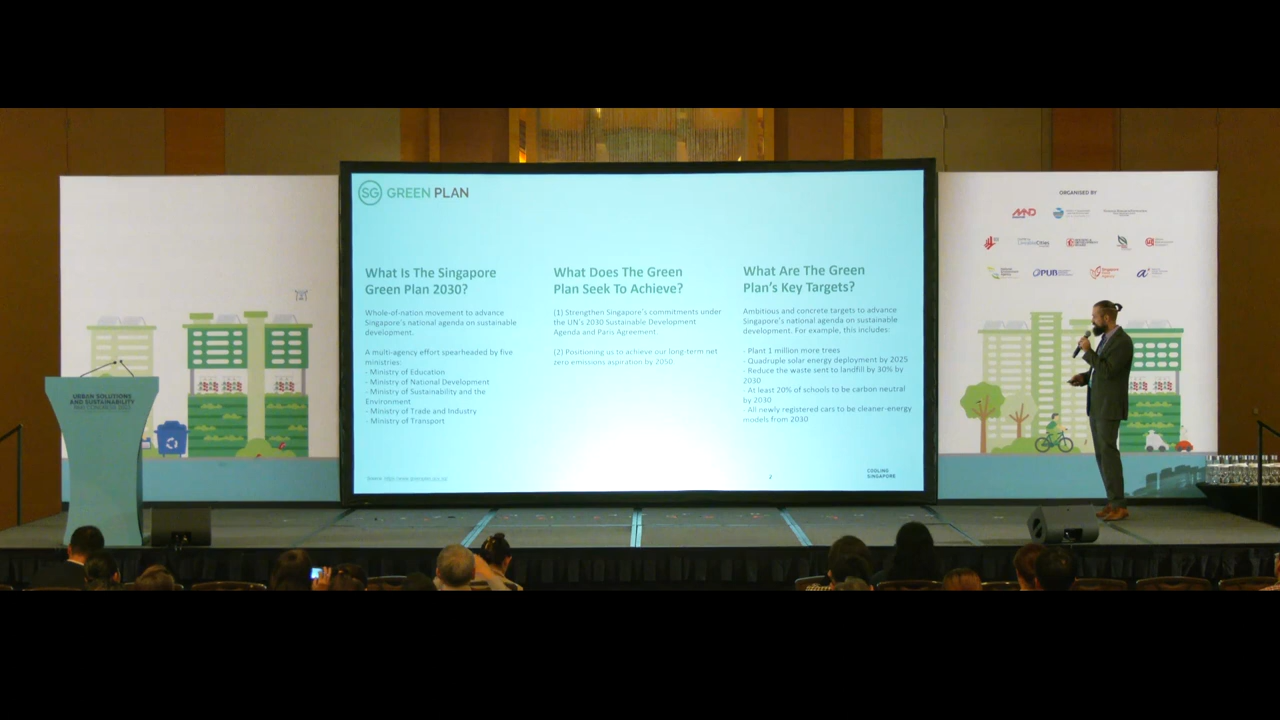 SG GREEN PLAN
What Is The Singapore
Green Plan 2030?
Whole-of-nation movement to advance
Singapore's national agenda on sustainable
development.
A multi-agency effort spearheaded by five
ministries:
- Ministry of Education
- Ministry of National Development
- Ministry of Sustainability and the
Environment
- Ministry of Trade and Industry
- Ministry of Transport
What Does The Green
Plan Seek To Achieve?
(1) Strengthen Singapore's commitments under
the UN's 2030 Sustainable Development
Agenda and Paris Agreement
(2) Positioning us to achieve our long-term net
zero emissions aspiration by 2050
What Are The Green
Plan's Key Targets?
Ambitious and concrete targets to advance
Singapore's national agenda on sustainable
development. For example, this includes:
- Plant 1 million more trees
- Quadruple solar energy deployment by 2025
- Reduce the waste sent to landfill by 30% by
2030
- At least 20% of schools to be carbon neutral
by 2030
- All newly registered cars to be cleaner-energy
models from 2030
2
COOLING
SINGAPORE
URBAN SOLUTIONS
AND SUSTAINABILITY
ORGANISED BY
MND
PUB